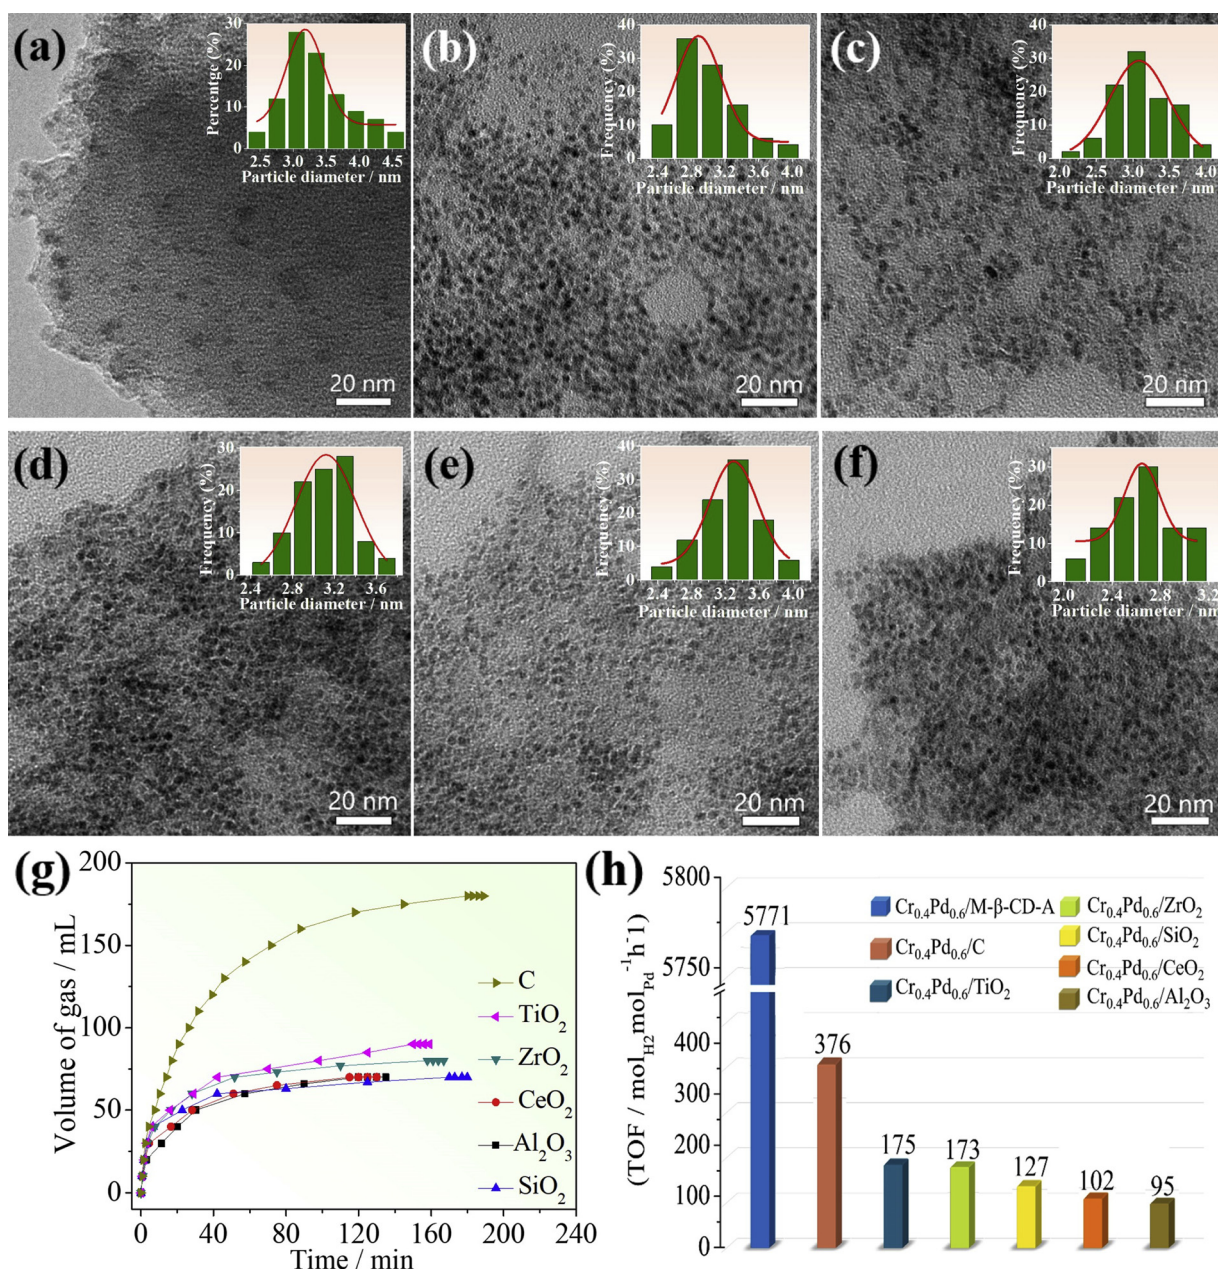 (a)
Percentge (%)
30
20
10
0
2.5 3.0 3.5 4.0 4.5
Particle diameter / nm
20 nm
(b)
Frequency (%)
40
30
20
10
0
2.4 2.8 3.2 3.6 4.0
Particle diameter / nm
20 nm
(c)
Frequency (%)
40
30
20
10
0
2.0 2.5 3.0 3.5 4.0
Particle diameter / nm
20 nm
(d)
Frequency (%)
30
20
10
0
2.4 2.8 3.2 3.6
Particle diameter / nm
20 nm
(e)
Frequency (%)
40
30
20
10
0
2.4 2.8 3.2 3.6 4.0
Particle diameter / nm
20 nm
(f)
Frequency (%)
30
20
10
0
2.0 2.4 2.8 3.2
Particle diameter / nm
20 nm
(g)
Volume of gas / mL
200
150
100
50
0
C
TiO2
ZrO2
CeO2
Al2O3
SiO2
0 40 80 120 160 200 240
Time / min
(h)
(TOF / molH2molPd-1h-1)
5800
5750
400
300
200
100
0
Cr0.4Pd0.6/M-β-CD-A
Cr0.4Pd0.6/C
Cr0.4Pd0.6/TiO2
Cr0.4Pd0.6/ZrO2
Cr0.4Pd0.6/SiO2
Cr0.4Pd0.6/CeO2
Cr0.4Pd0.6/Al2O3
5771
376
175
173
127
102
95